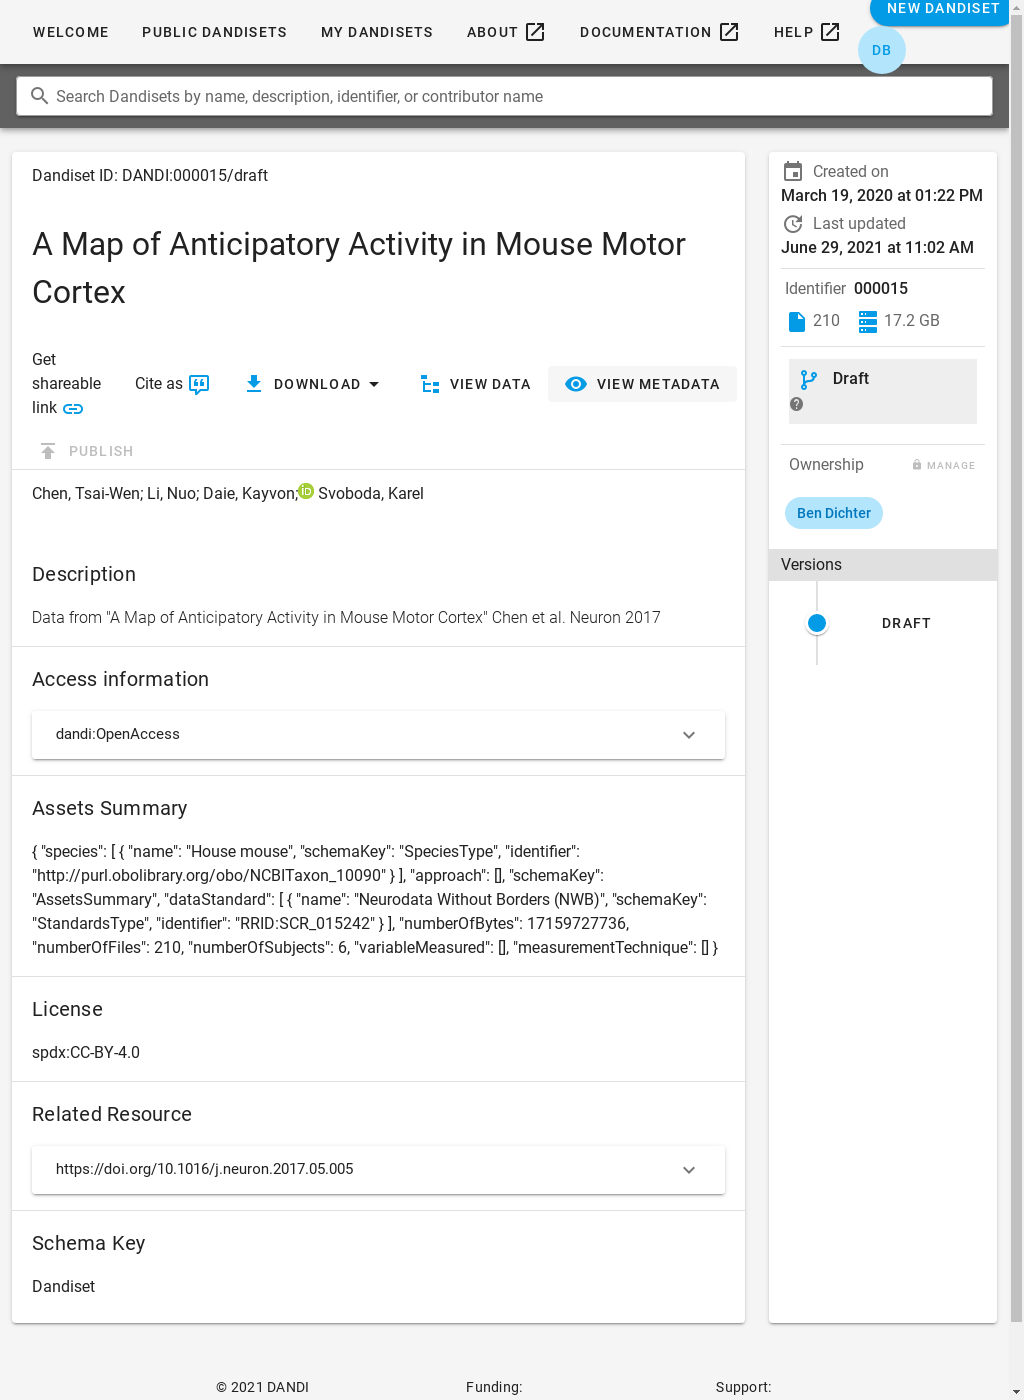 WELCOME
PUBLIC DANDISETS
MY DANDISETS
ABOUT
DOCUMENTATION
HELP
NEW DANDISET
DB
Search Dandisets by name, description, identifier, or contributor name
Dandiset ID: DANDI:000015/draft
A Map of Anticipatory Activity in Mouse Motor
Cortex
Get
shareable
link
Cite as
DOWNLOAD
VIEW DATA
VIEW METADATA
PUBLISH
Chen, Tsai-Wen; Li, Nuo; Daie, Kayvon; iD Svoboda, Karel
Description
Data from "A Map of Anticipatory Activity in Mouse Motor Cortex" Chen et al. Neuron 2017
Access information
dandi:OpenAccess
Assets Summary
{ "species": [ { "name": "House mouse", "schemaKey": "SpeciesType", "identifier":
"http://purl.obolibrary.org/obo/NCBITaxon_10090" } ], "approach": [], "schemaKey":
"AssetsSummary", "dataStandard": [ { "name": "Neurodata Without Borders (NWB)", "schemaKey":
"StandardsType", "identifier": "RRID:SCR_015242" } ], "numberOfBytes": 17159727736,
"numberOfFiles": 210, "numberOfSubjects": 6, "variableMeasured": [], "measurementTechnique": [] }
License
spdx:CC-BY-4.0
Related Resource
https://doi.org/10.1016/j.neuron.2017.05.005
Schema Key
Dandiset
Created on
March 19, 2020 at 01:22 PM
Last updated
June 29, 2021 at 11:02 AM
Identifier 000015
210 17.2 GB
Draft
?
Ownership
MANAGE
Ben Dichter
Versions
DRAFT
© 2021 DANDI
Funding:
Support: